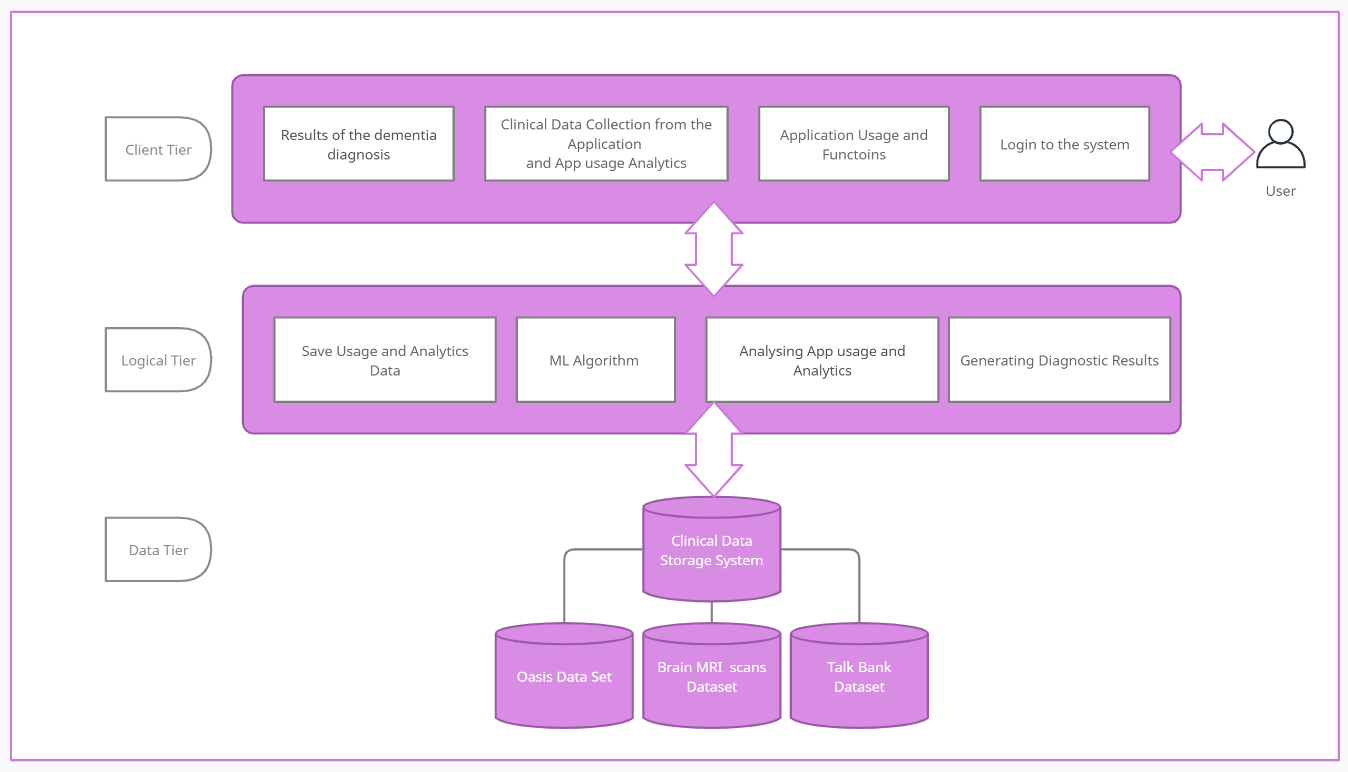 Client Tier
Results of the dementia
diagnosis
Clinical Data Collection from the
Application
and App usage Analytics
Application Usage and
Functoins
Login to the system
User
Logical Tier
Save Usage and Analytics
Data
ML Algorithm
Analysing App usage and
Analytics
Generating Diagnostic Results
Data Tier
Clinical Data
Storage System
Oasis Data Set
Brain MRI  scans
Dataset
Talk Bank
Dataset